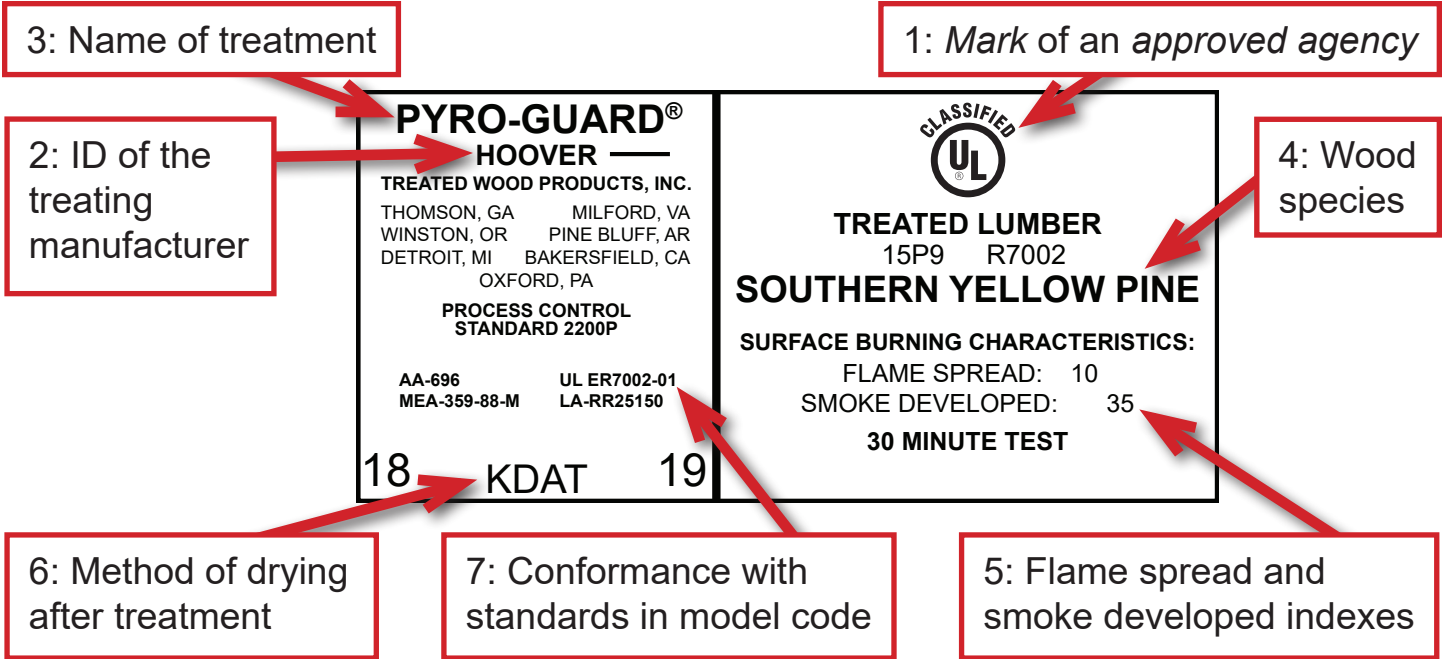 3: Name of treatment
1: Mark of an approved agency
2: ID of the
treating
manufacturer
PYRO-GUARD®
HOOVER
TREATED WOOD PRODUCTS, INC.
THOMSON, GA MILFORD, VA
WINSTON, OR PINE BLUFF, AR
DETROIT, MI BAKERSFIELD, CA
OXFORD, PA
PROCESS CONTROL
STANDARD 2200P
AA-696 UL ER7002-01
MEA-359-88-M LA-RR25150
18 KDAT 19
CLASSIFIED
UL
®
TREATED LUMBER
15P9 R7002
SOUTHERN YELLOW PINE
SURFACE BURNING CHARACTERISTICS:
FLAME SPREAD: 10
SMOKE DEVELOPED: 35
30 MINUTE TEST
4: Wood
species
6: Method of drying
after treatment
7: Conformance with
standards in model code
5: Flame spread and
smoke developed indexes